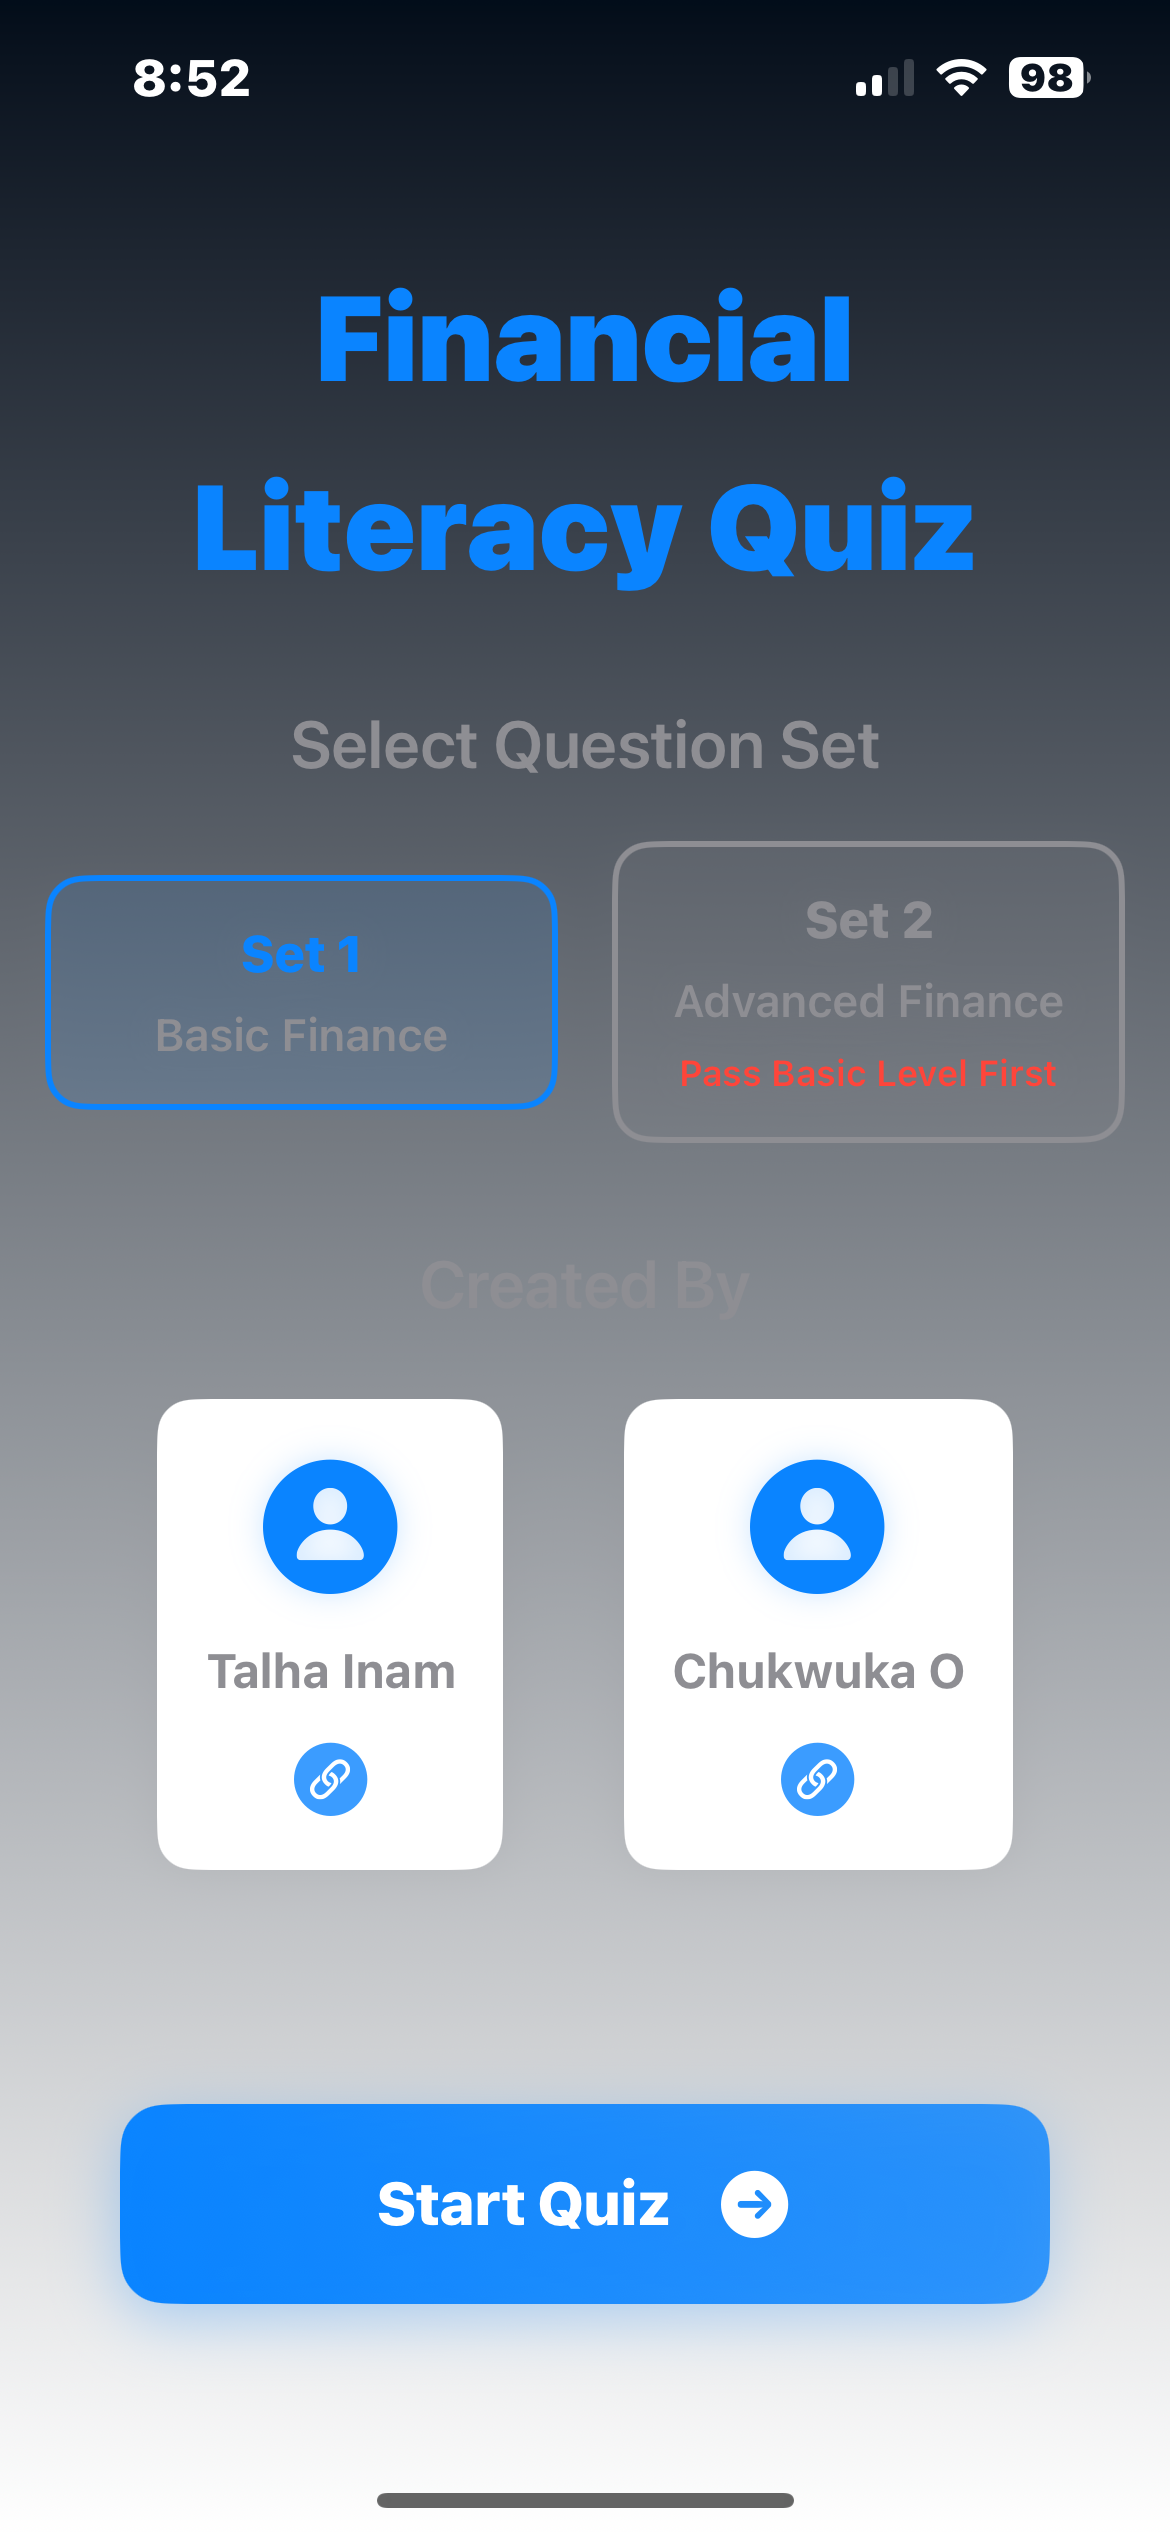 8:52
98
Financial
Literacy Quiz
Select Question Set
Set 1
Basic Finance
Set 2
Advanced Finance
Pass Basic Level First
Created By
Talha Inam
Chukwuka O
Start Quiz